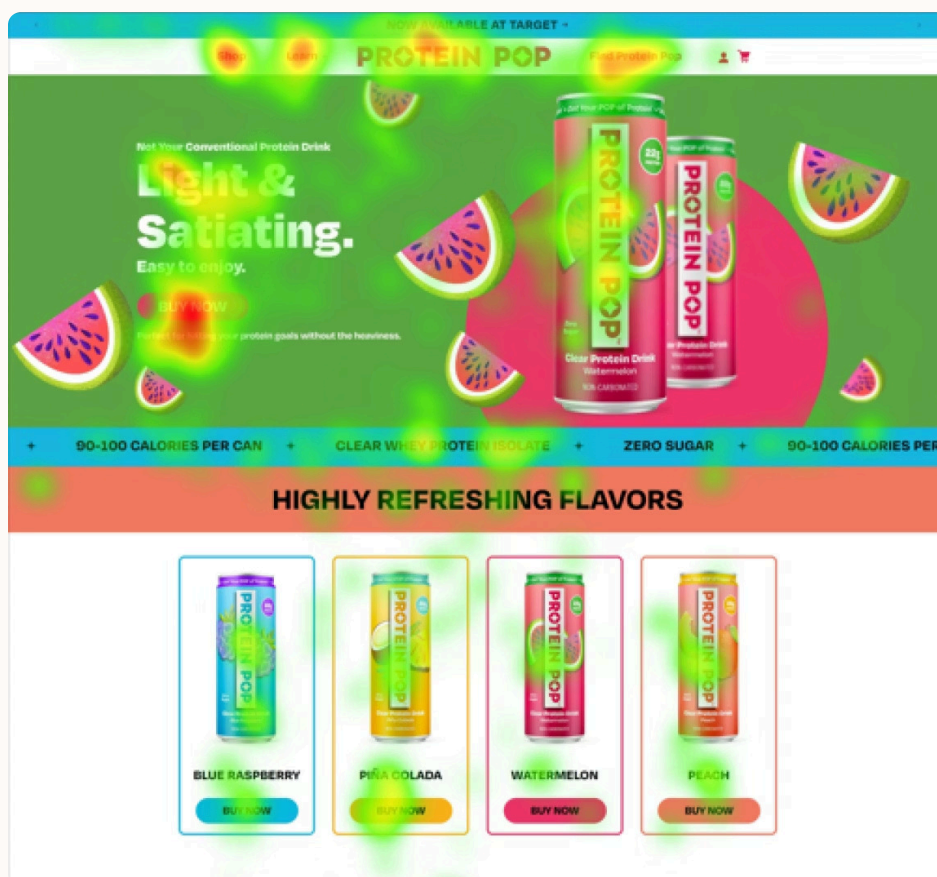 NOW AVAILABLE AT TARGET
Shop
Learn
PROTEIN POP
Find Protein Pop
Not Your Conventional Protein Drink
Light &
Satiating.
Easy to enjoy.
BUY NOW
your protein goals without the heaviness.
PROTEIN POP
22g
Clear Protein Drink
Watermelon
NON-CARBONATED
PROTEIN POP
Protein Drink
Watermelon
90-100 CALORIES PER CAN
CLEAR WHEY PROTEIN ISOLATE
ZERO SUGAR
90-100 CALORIES PER
HIGHLY REFRESHING FLAVORS
PROTEIN POP
PROTEIN POP
PROTEIN POP
PROTEIN POP
BLUE RASPBERRY
PIÑA COLADA
WATERMELON
PEACH
BUY NOW
BUY NOW
BUY NOW
BUY NOW